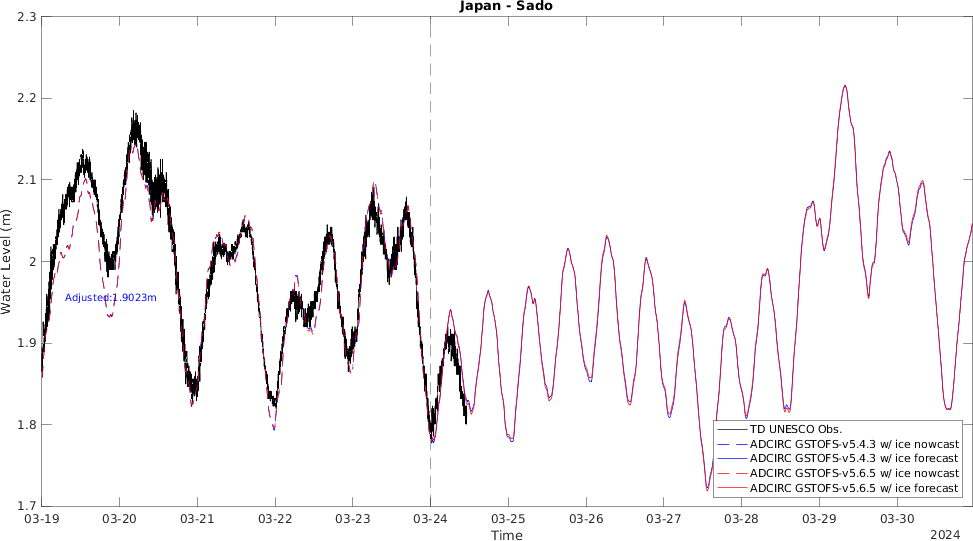 Japan - Sado
2.3
2.2
2.1
2
1.9
1.8
1.7
Water Level (m)
Adjusted:1.9023m
TD UNESCO Obs.
ADCIRC GSTOFS-v5.4.3 w/ ice nowcast
ADCIRC GSTOFS-v5.4.3 w/ ice forecast
ADCIRC GSTOFS-v5.6.5 w/ ice nowcast
ADCIRC GSTOFS-v5.6.5 w/ ice forecast
03-19 03-20 03-21 03-22 03-23 03-24 03-25 03-26 03-27 03-28 03-29 03-30
Time
2024